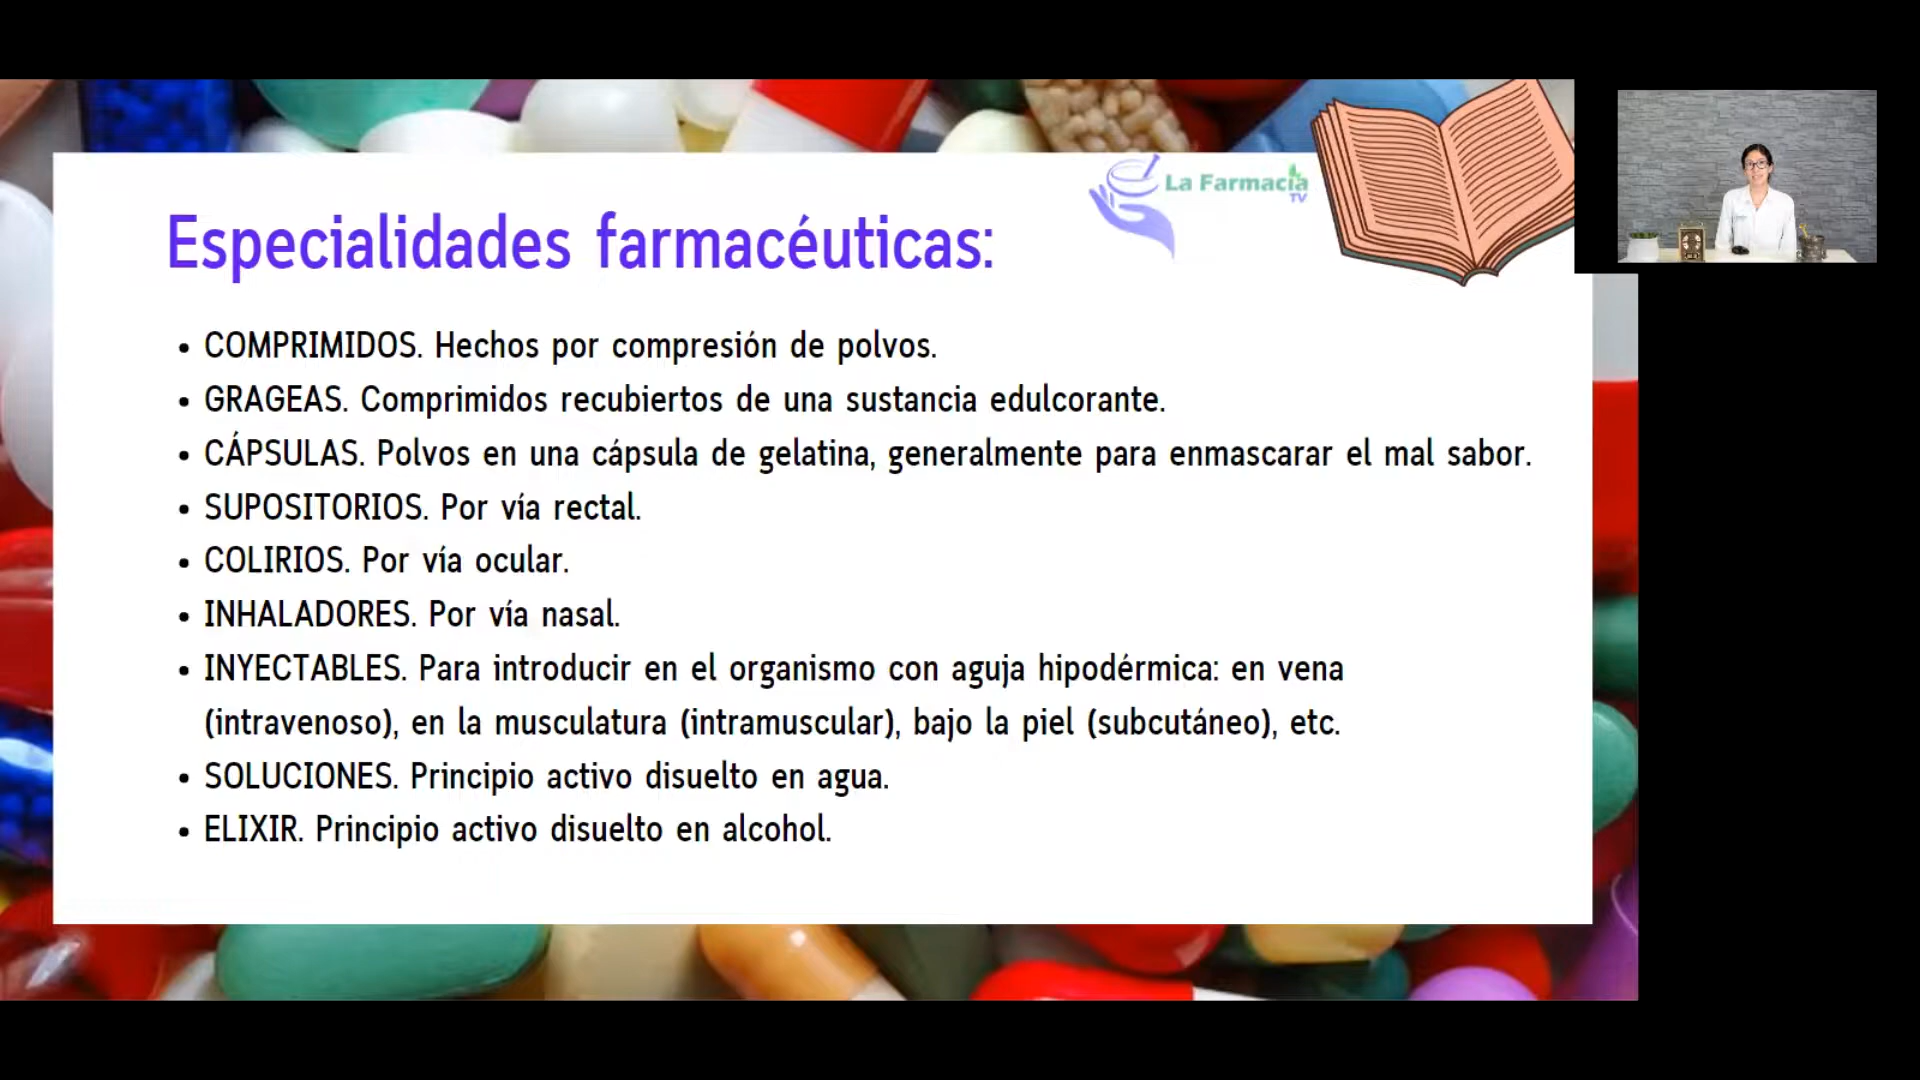 La Farmacia
TV
Especialidades farmacéuticas:
• COMPRIMIDOS. Hechos por compresión de polvos.
• GRAGEAS. Comprimidos recubiertos de una sustancia edulcorante.
• CÁPSULAS. Polvos en una cápsula de gelatina, generalmente para enmascarar el mal sabor.
• SUPOSITORIOS. Por vía rectal.
• COLIRIOS. Por vía ocular.
• INHALADORES. Por vía nasal.
• INYECTABLES. Para introducir en el organismo con aguja hipodérmica: en vena
(intravenoso), en la musculatura (intramuscular), bajo la piel (subcutáneo), etc.
• SOLUCIONES. Principio activo disuelto en agua.
• ELIXIR. Principio activo disuelto en alcohol.